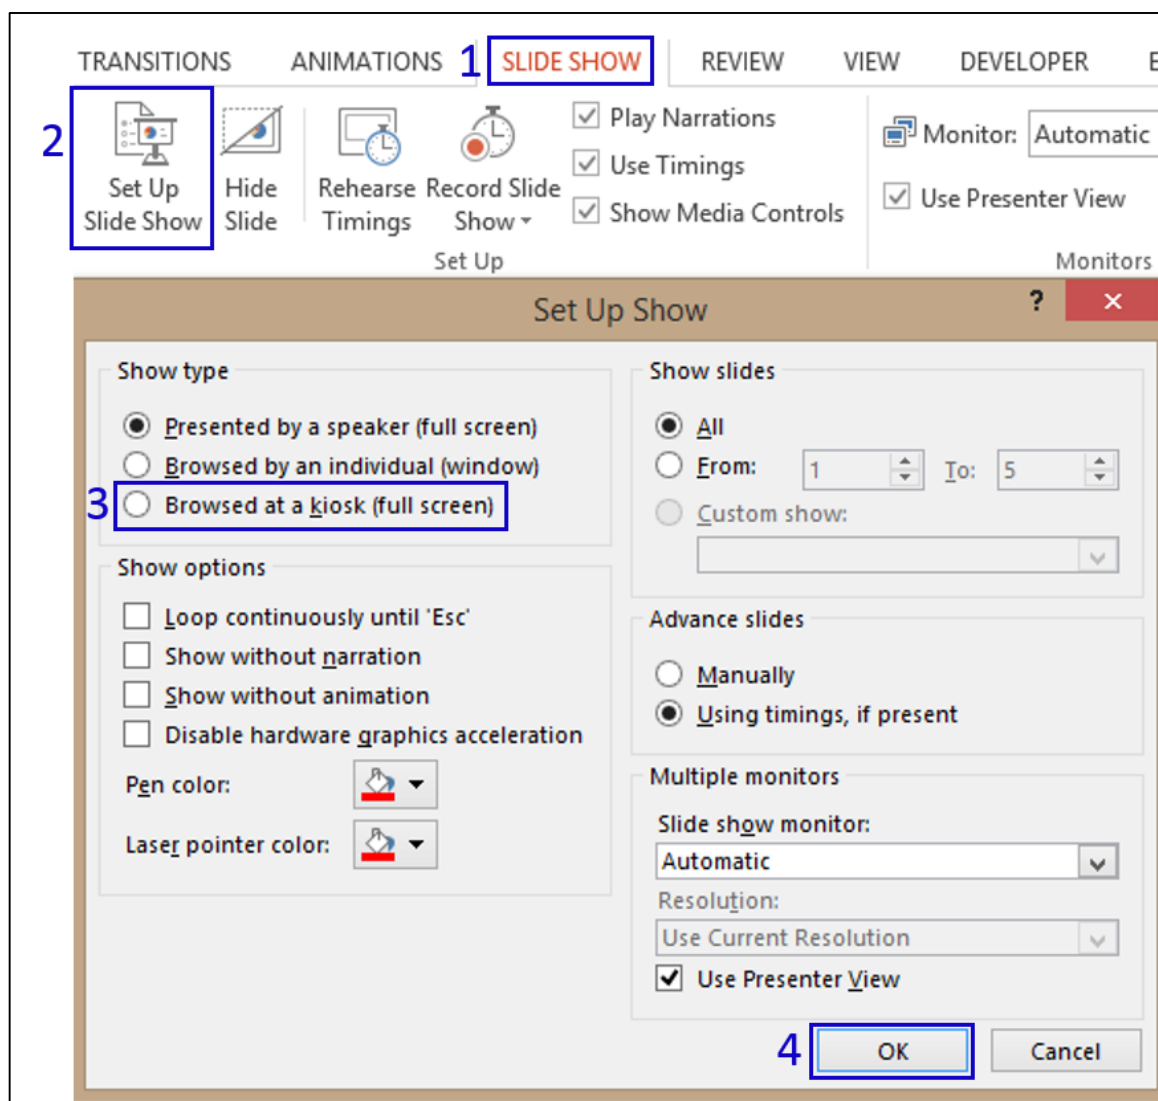 TRANSITIONS ANIMATIONS 1 SLIDE SHOW REVIEW VIEW DEVELOPER
2
Set Up
Slide Show
Hide
Slide
Rehearse
Timings
Record Slide
Show
Play Narrations
Use Timings
Show Media Controls
Set Up
Monitor: Automatic
Use Presenter View
Monitors
Set Up Show ?
Show type
Presented by a speaker (full screen)
Browsed by an individual (window)
3 Browsed at a kiosk (full screen)
Show options
Loop continuously until 'Esc'
Show without narration
Show without animation
Disable hardware graphics acceleration
Pen color:
Laser pointer color:
Show slides
All
From: 1 To: 5
Custom show:
Advance slides
Manually
Using timings, if present
Multiple monitors
Slide show monitor:
Automatic
Resolution:
Use Current Resolution
Use Presenter View
4 OK Cancel